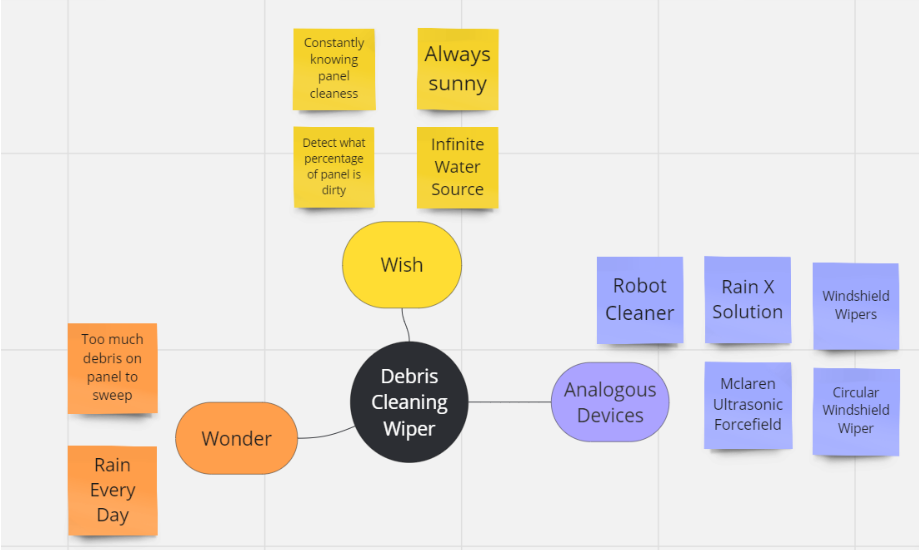 Constantly
knowing
panel
cleaness
Always
sunny
Detect what
percentage
of panel is
dirty
Infinite
Water
Source
Wish
Robot
Cleaner
Rain X
Solution
Windshield
Wipers
Too much
debris on
panel to
sweep
Debris
Cleaning
Wiper
Analogous
Devices
Mclaren
Ultrasonic
Forcefield
Circular
Windshield
Wiper
Wonder
Rain
Every
Day